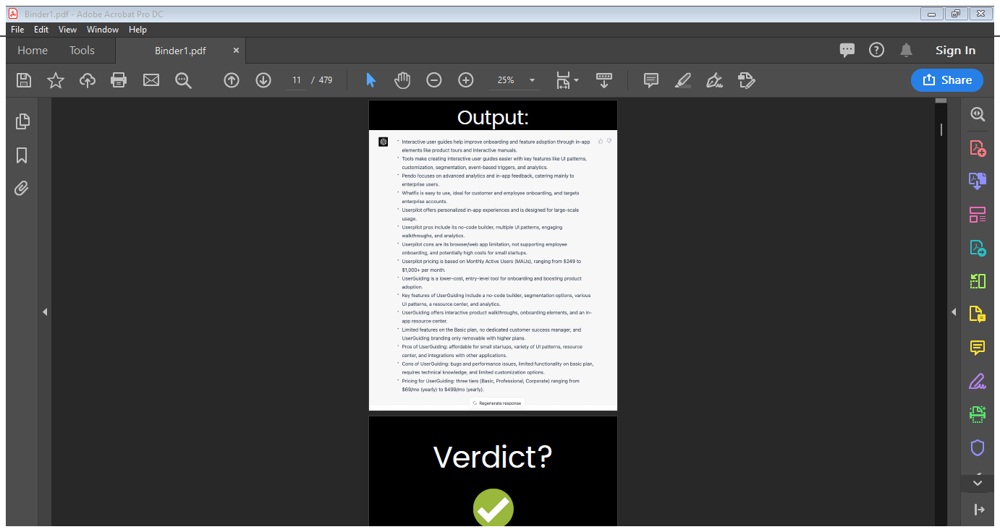 Binder1.pdf - Adobe Acrobat Pro DC
File Edit View Window Help
Home Tools Binder1.pdf × Sign In
11 / 479 25% Share
Output:
• Interactive user guides help improve onboarding and feature adoption through in-app
elements like product tours and interactive manuals.
• Tools make creating interactive user guides easier with key features like UI patterns,
customization, segmentation, event-based triggers, and analytics.
• Pendo focuses on advanced analytics and in-app feedback, catering mainly to
enterprise users.
• Whatfix is easy to use, ideal for customer and employee onboarding, and targets
enterprise accounts.
• Userpilot offers personalized in-app experiences and is designed for large-scale
usage.
• Userpilot pros include its no-code builder, multiple UI patterns, engaging
walkthroughs, and analytics.
• Userpilot cons are its browser/web app limitation, not supporting employee
onboarding, and potentially high costs for small startups.
• Userpilot pricing is based on Monthly Active Users (MAUs), ranging from $249 to
$1,000+ per month.
• UserGuiding is a lower-cost, entry-level tool for onboarding and boosting product
adoption.
• Key features of UserGuiding include a no-code builder, segmentation options, various
UI patterns, a resource center, and analytics.
• UserGuiding offers interactive product walkthroughs, onboarding elements, and an in-
app resource center.
• Limited features on the Basic plan, no dedicated customer success manager, and
UserGuiding branding only removable with higher plans.
• Pros of UserGuiding: affordable for small startups, variety of UI patterns, resource
center, and integrations with other applications.
• Cons of UserGuiding: bugs and performance issues, limited functionality on basic plan,
requires technical knowledge, and limited customization options.
• Pricing for UserGuiding: three tiers (Basic, Professional, Corporate) ranging from
$69/mo (yearly) to $499/mo (yearly).
Regenerate response
Verdict?